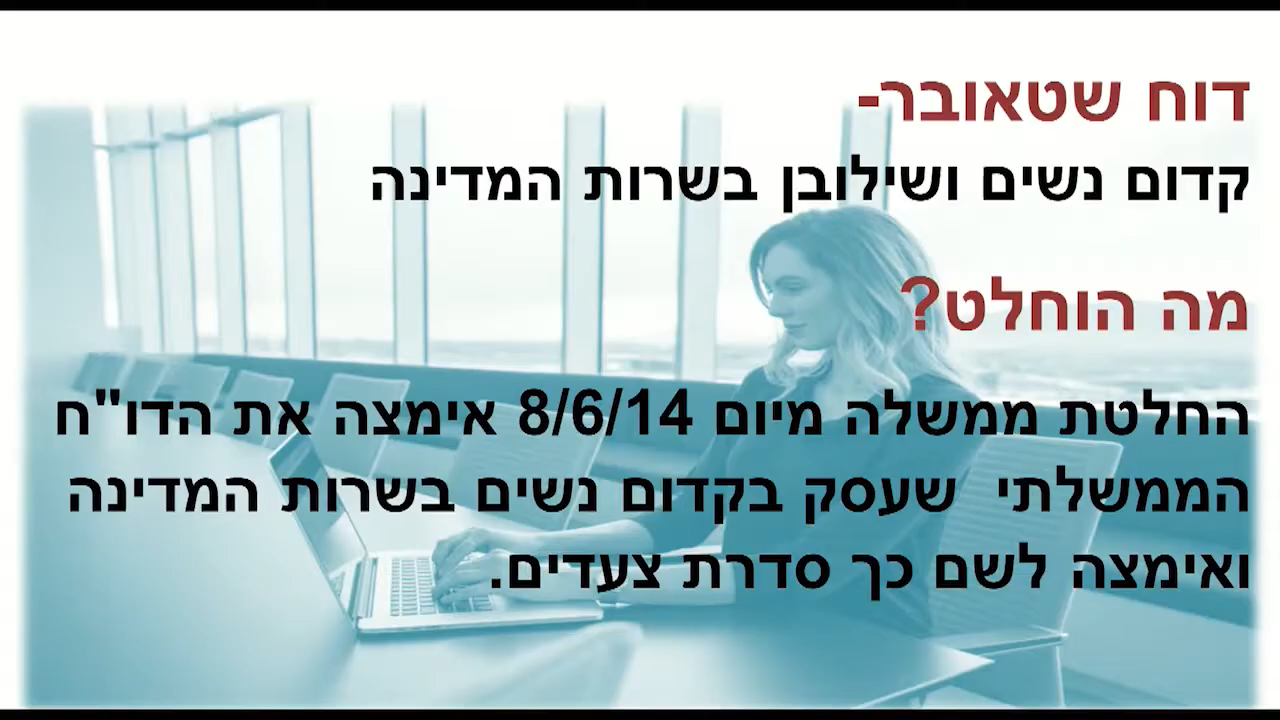 דוח שטאובר-
קדום נשים ושילובן בשרות המדינה
מה הוחלט?
החלטת ממשלה מיום 8/6/14 אימצה את הדו"ח
הממשלתי  שעסק בקדום נשים בשרות המדינה
ואימצה לשם כך סדרת צעדים.